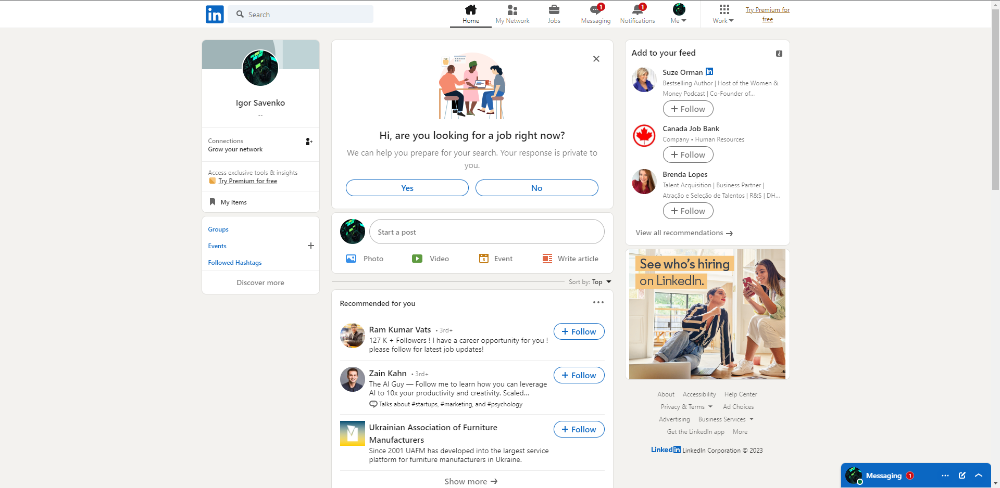 in
Search
Home
My Network
Jobs
1
Messaging
1
Notifications
Me
Work
Try Premium for
free
Igor Savenko
--
Connections
Grow your network
Access exclusive tools & insights
Try Premium for free
My items
Groups
Events
Followed Hashtags
Discover more
Hi, are you looking for a job right now?
We can help you prepare for your search. Your response is private to
you.
Yes
No
Start a post
Photo
Video
5
Event
Write article
Sort by: Top
Recommended for you
Ram Kumar Vats • 3rd+
127 K + Followers ! I have a career opportunity for you !
please follow for latest job updates!
+ Follow
Zain Kahn • 3rd+
The AI Guy — Follow me to learn how you can leverage
AI to 10x your productivity and creativity. Scaled...
Talks about #startups, #marketing, and #psychology
+ Follow
Ukrainian Association of Furniture
Manufacturers
Since 2001 UAFM has developed into the largest service
platform for furniture manufacturers in Ukraine.
+ Follow
Show more →
Add to your feed
Suze Orman in
Bestselling Author | Host of the Women &
Money Podcast | Co-Founder of...
+ Follow
Canada Job Bank
Company • Human Resources
+ Follow
Brenda Lopes
Talent Acquisition | Business Partner |
Atração e Seleção de Talentos | R&S | DH...
+ Follow
View all recommendations →
See who's hiring
on LinkedIn.
About Accessibility Help Center
Privacy & Terms Ad Choices
Advertising Business Services
Get the LinkedIn app More
LinkedIn LinkedIn Corporation © 2023
Messaging 1